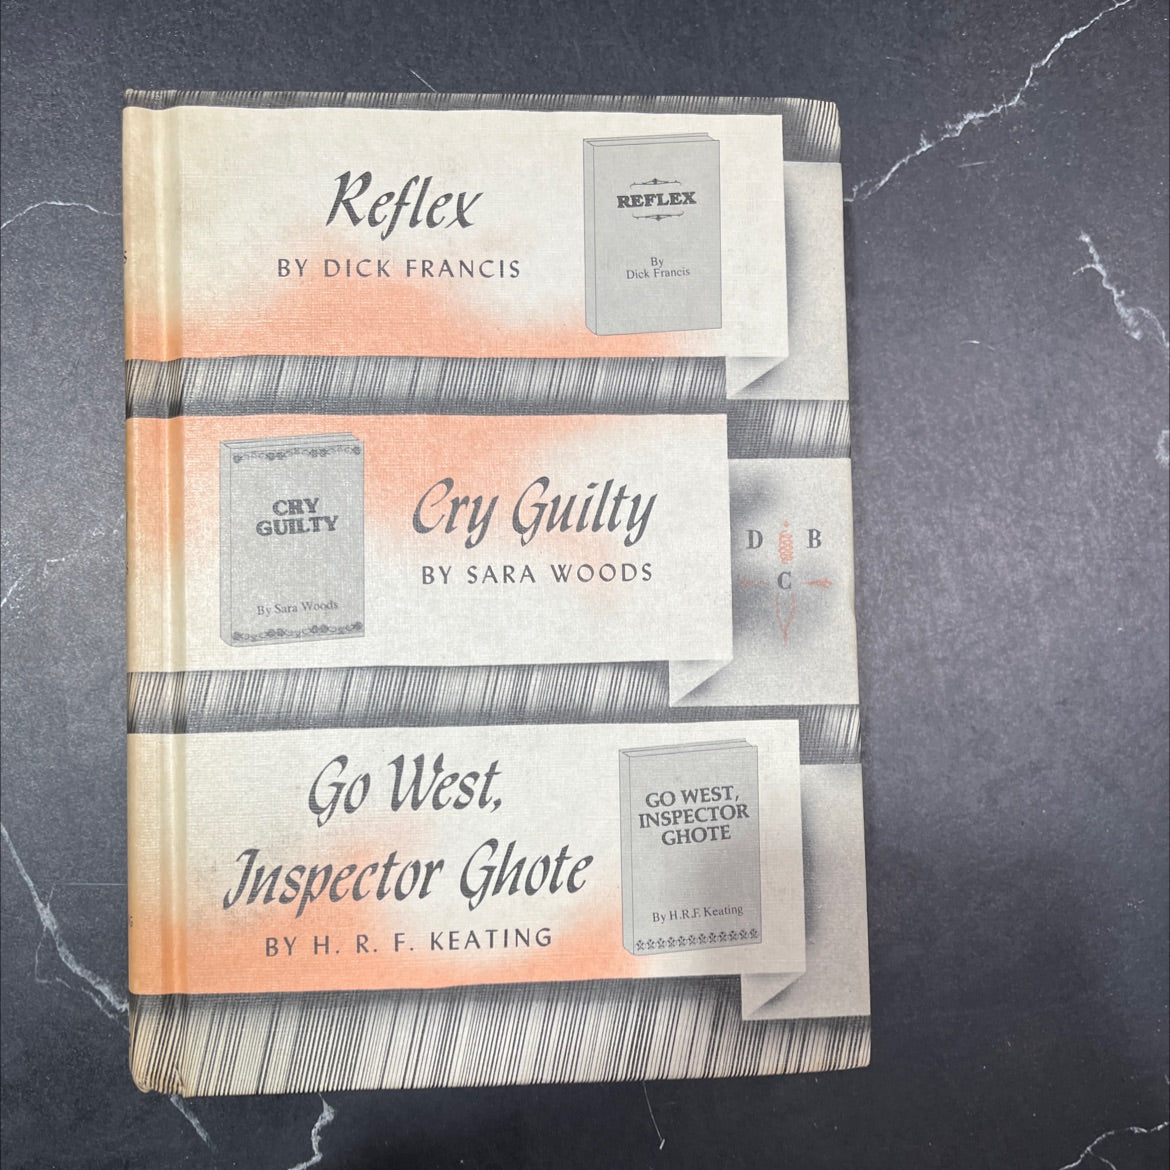 Reflex
BY DICK FRANCIS
REFLEX
By
Dick Francis
CRY
GUILTY
By Sara Woods
Cry Guilty
BY SARA WOODS
D B
C
Go West,
Inspector Ghote
BY H. R. F. KEATING
GO WEST,
INSPECTOR
GHOTE
By H.R.F. Keating